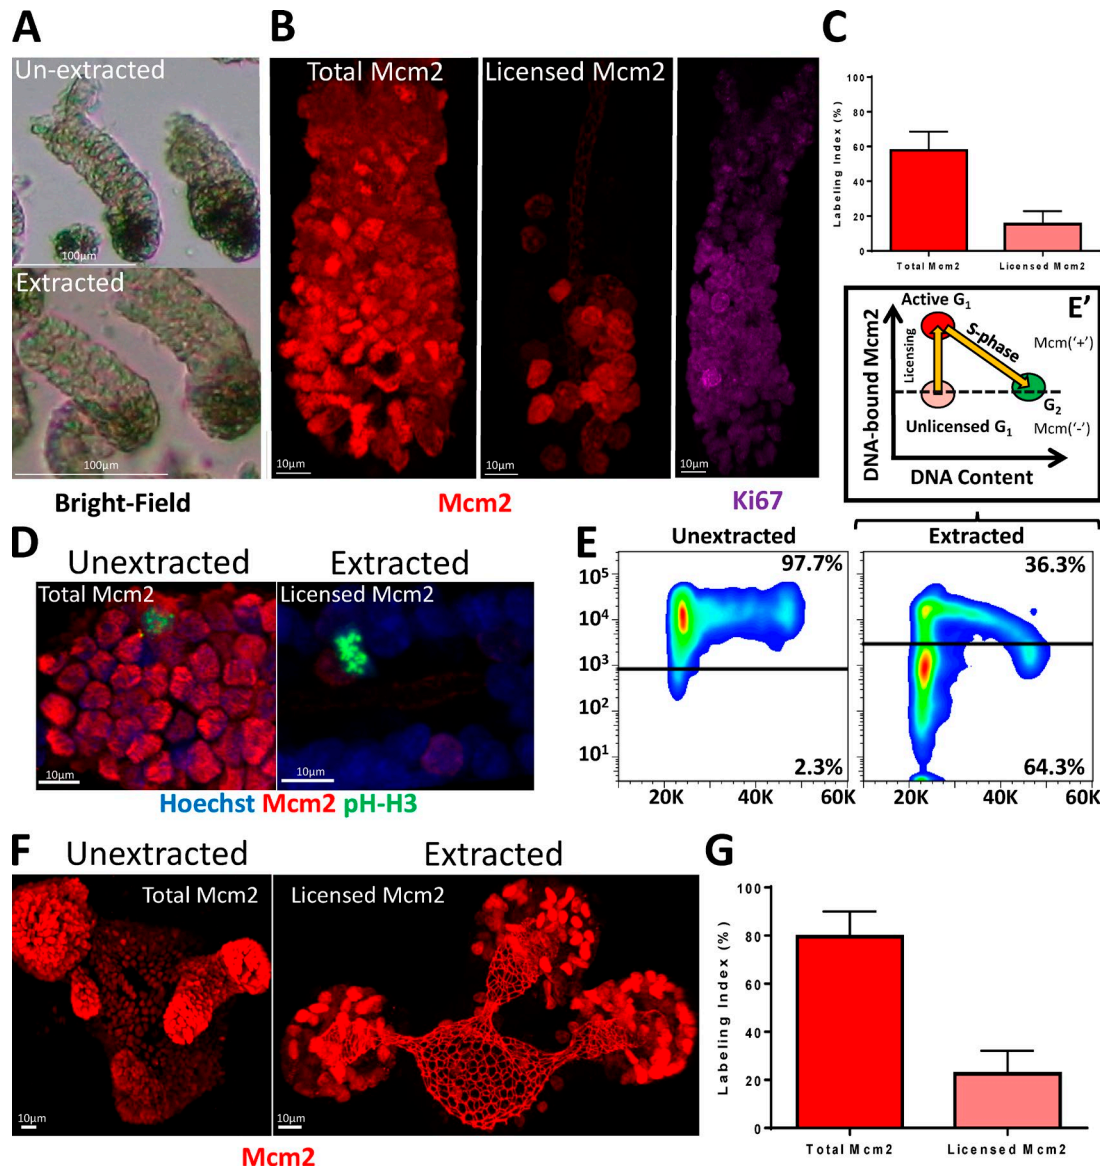 A
Un-extracted
100µm
Extracted
100µm
Bright-Field
B
Total Mcm2
Licensed Mcm2
10µm
10µm
10µm
Mcm2
Ki67
C
Labeling Index (%)
100
80
60
40
20
0
Total Mcm2
Licensed Mcm2
E'
Active G1
DNA-bound Mcm2
Licensing
S-phase
Mcm('+')
G2
Unlicensed G1
Mcm('-')
DNA Content
D
Unextracted
Extracted
Total Mcm2
Licensed Mcm2
10µm
10µm
Hoechst Mcm2 pH-H3
E
Unextracted
Extracted
97.7%
36.3%
10^5
10^4
10^3
10^2
10^1
2.3%
64.3%
20K
40K
60K
20K
40K
60K
F
Unextracted
Extracted
Total Mcm2
Licensed Mcm2
10µm
10µm
Mcm2
G
Labeling Index (%)
100
80
60
40
20
0
Total Mcm2
Licensed Mcm2